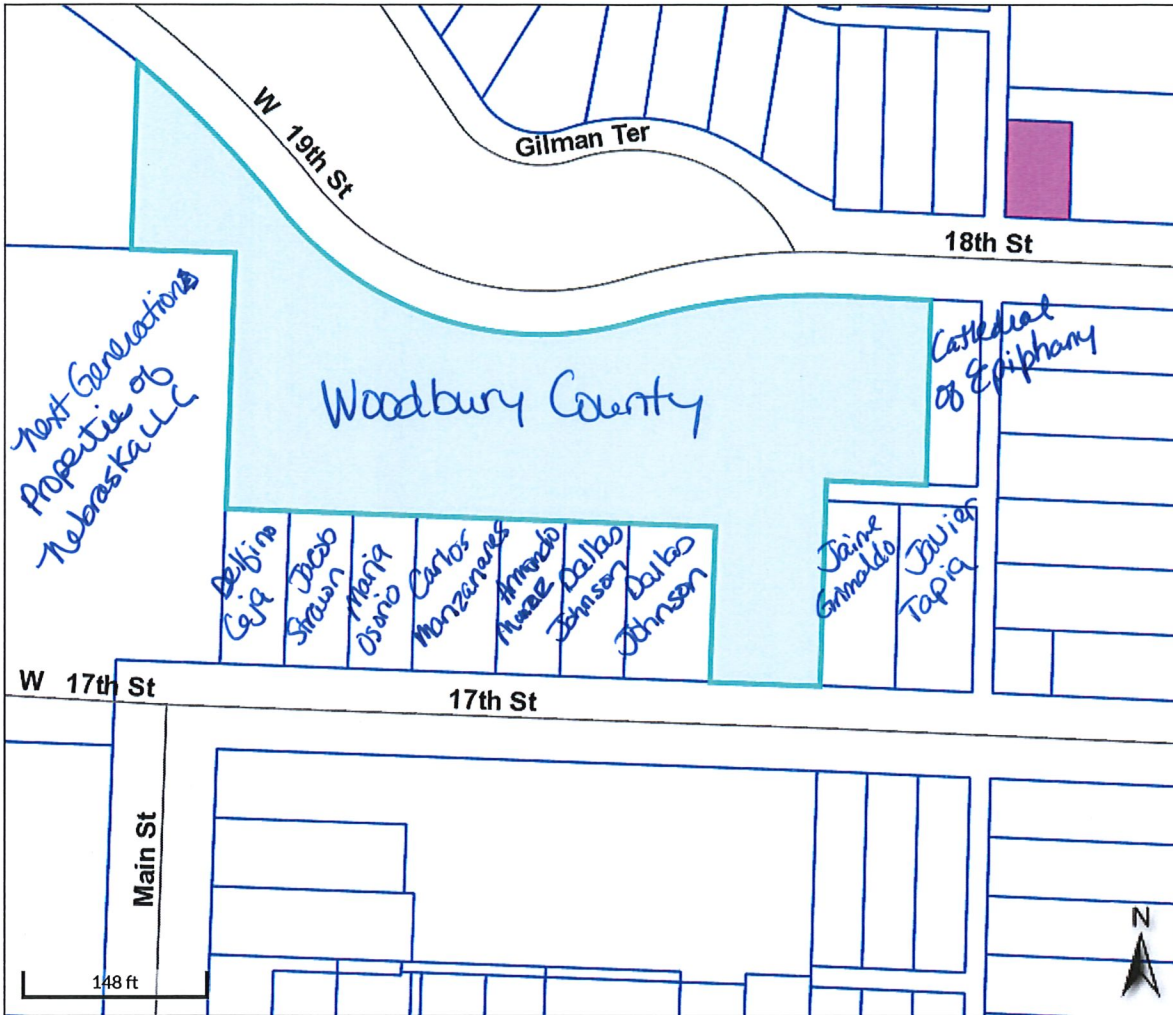 W 19th St
Gilman Ter
18th St
Cathedral
of Epiphany
Next Generations
Properties of
Nebraska LLC
Woodbury County
Delfino
Ceja
Jacob
Strawn
Maria
Osorio
Carlos
Manzanares
Armando
Dallas
Johnson
Dallas
Johnson
Jaime
Grimaldo
Javier
Tapia
W 17th St
17th St
Main St
148 ft
N